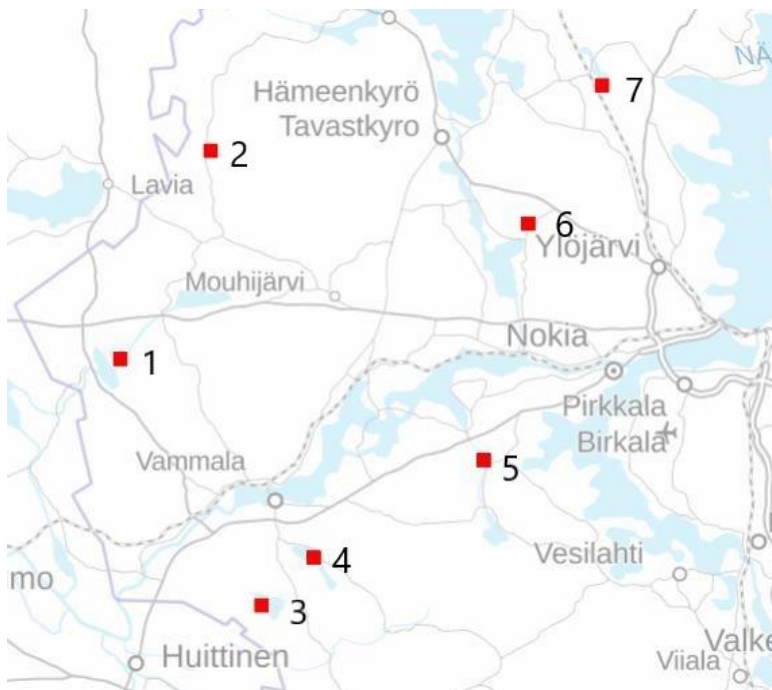 NÄ
Hämeenkyrö
Tavastkyro
7
2
Lavia
6
Ylöjärvi
Mouhijärvi
Nokia
1
Pirkkala
Birkala
Vammala
5
4
Vesilahti
mo
3
Huittinen
Valke
Viiala